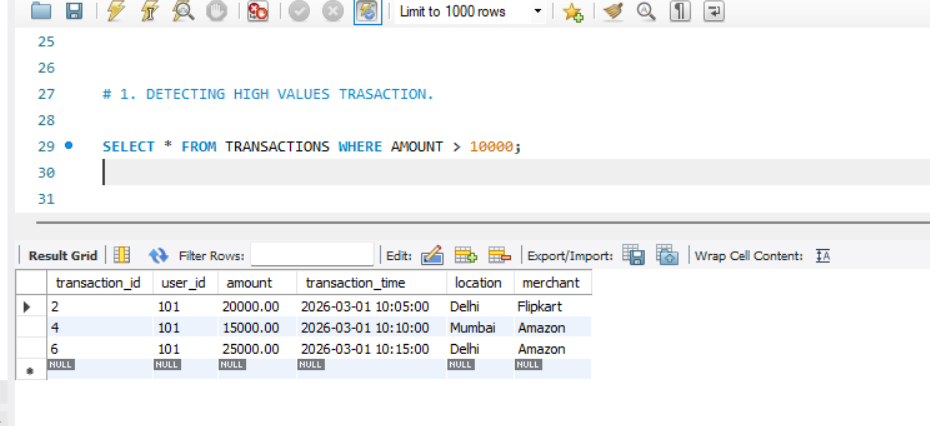 Limit to 1000 rows
25
26
27 # 1. DETECTING HIGH VALUES TRASACTION.
28
29 SELECT * FROM TRANSACTIONS WHERE AMOUNT > 10000;
30
31
Result Grid Filter Rows: Edit: Export/Import: Wrap Cell Content: IA
transaction_id user_id amount transaction_time location merchant
2 101 20000.00 2026-03-01 10:05:00 Delhi Flipkart
4 101 15000.00 2026-03-01 10:10:00 Mumbai Amazon
6 101 25000.00 2026-03-01 10:15:00 Delhi Amazon
NULL NULL NULL NULL NULL NULL